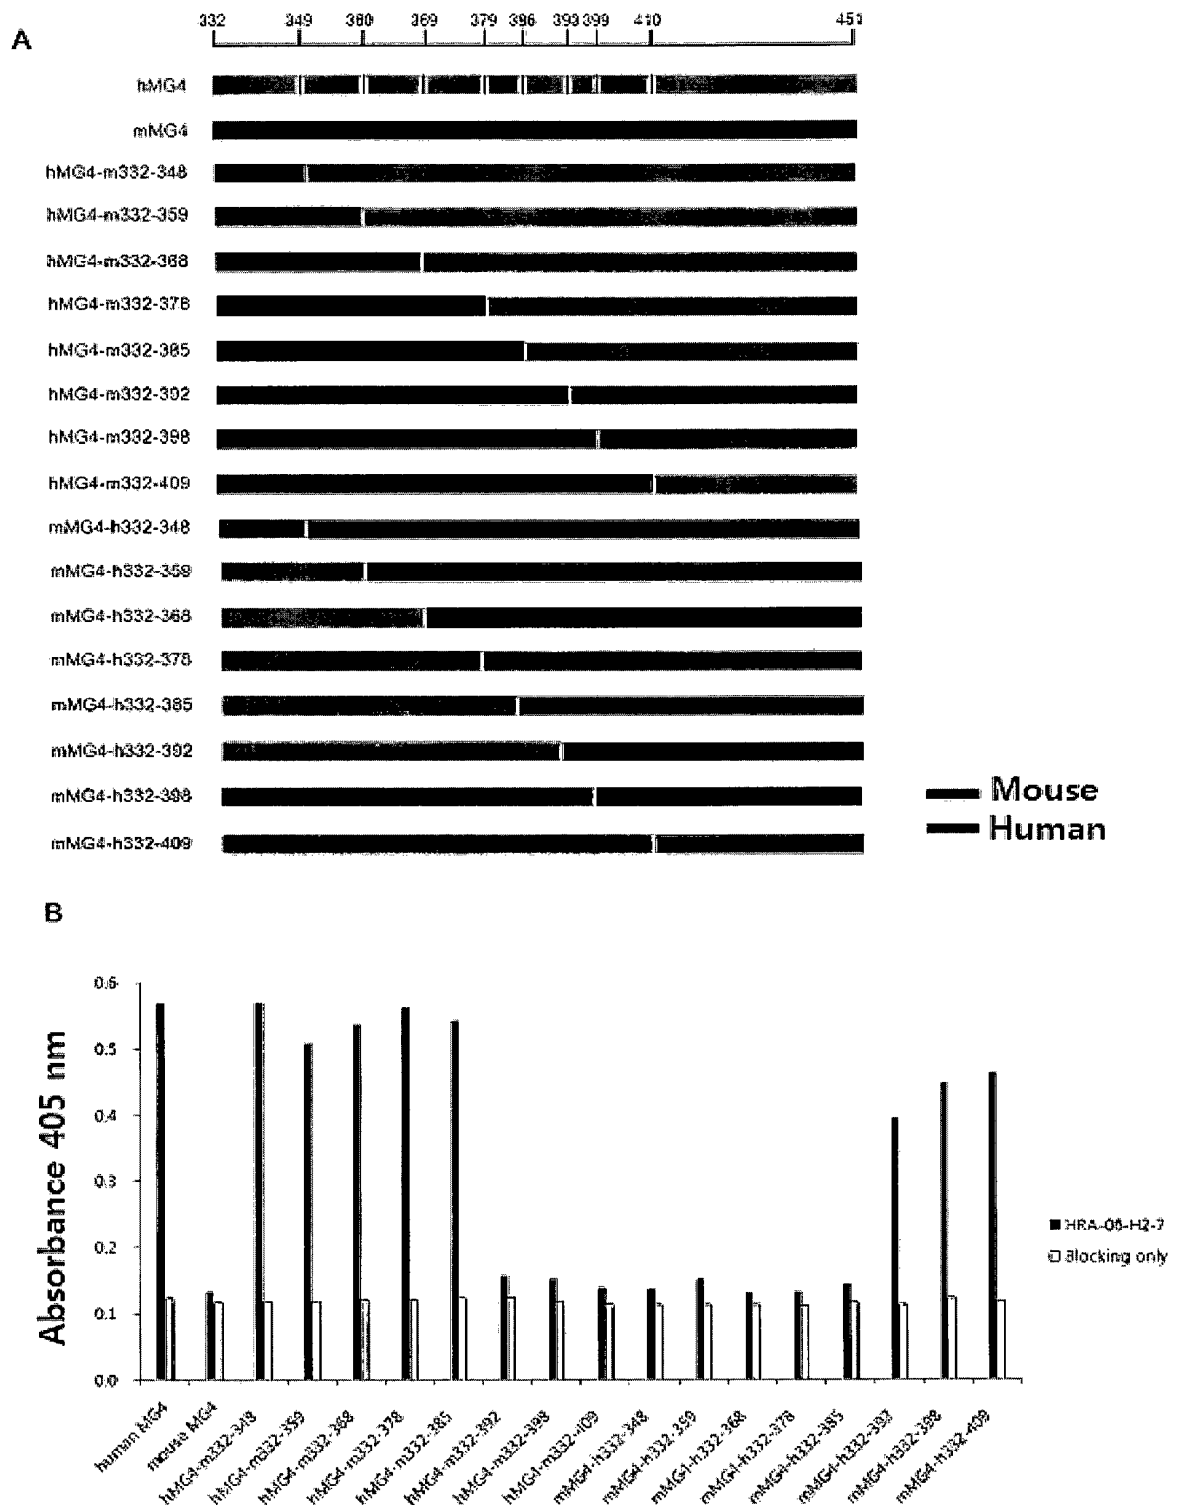 A
332 349 360 369 379 386 393 399 410 451
hMG4
mMG4
hMG4-m332-348
hMG4-m332-359
hMG4-m332-368
hMG4-m332-378
hMG4-m332-385
hMG4-m332-392
hMG4-m332-398
hMG4-m332-409
mMG4-h332-348
mMG4-h332-359
mMG4-h332-368
mMG4-h332-378
mMG4-h332-385
mMG4-h332-392
mMG4-h332-398
mMG4-h332-409
Mouse
Human
B
Absorbance 405 nm
0.6
0.5
0.4
0.3
0.2
0.1
0.0
HRA-06-H2-7
Blocking only
human MG4
mouse MG4
hMG4-m332-348
hMG4-m332-359
hMG4-m332-368
hMG4-m332-378
hMG4-m332-385
hMG4-m332-392
hMG4-m332-398
hMG4-m332-409
mMG4-h332-348
mMG4-h332-359
mMG4-h332-368
mMG4-h332-378
mMG4-h332-385
mMG4-h332-393
mMG4-h332-398
mMG4-h332-409